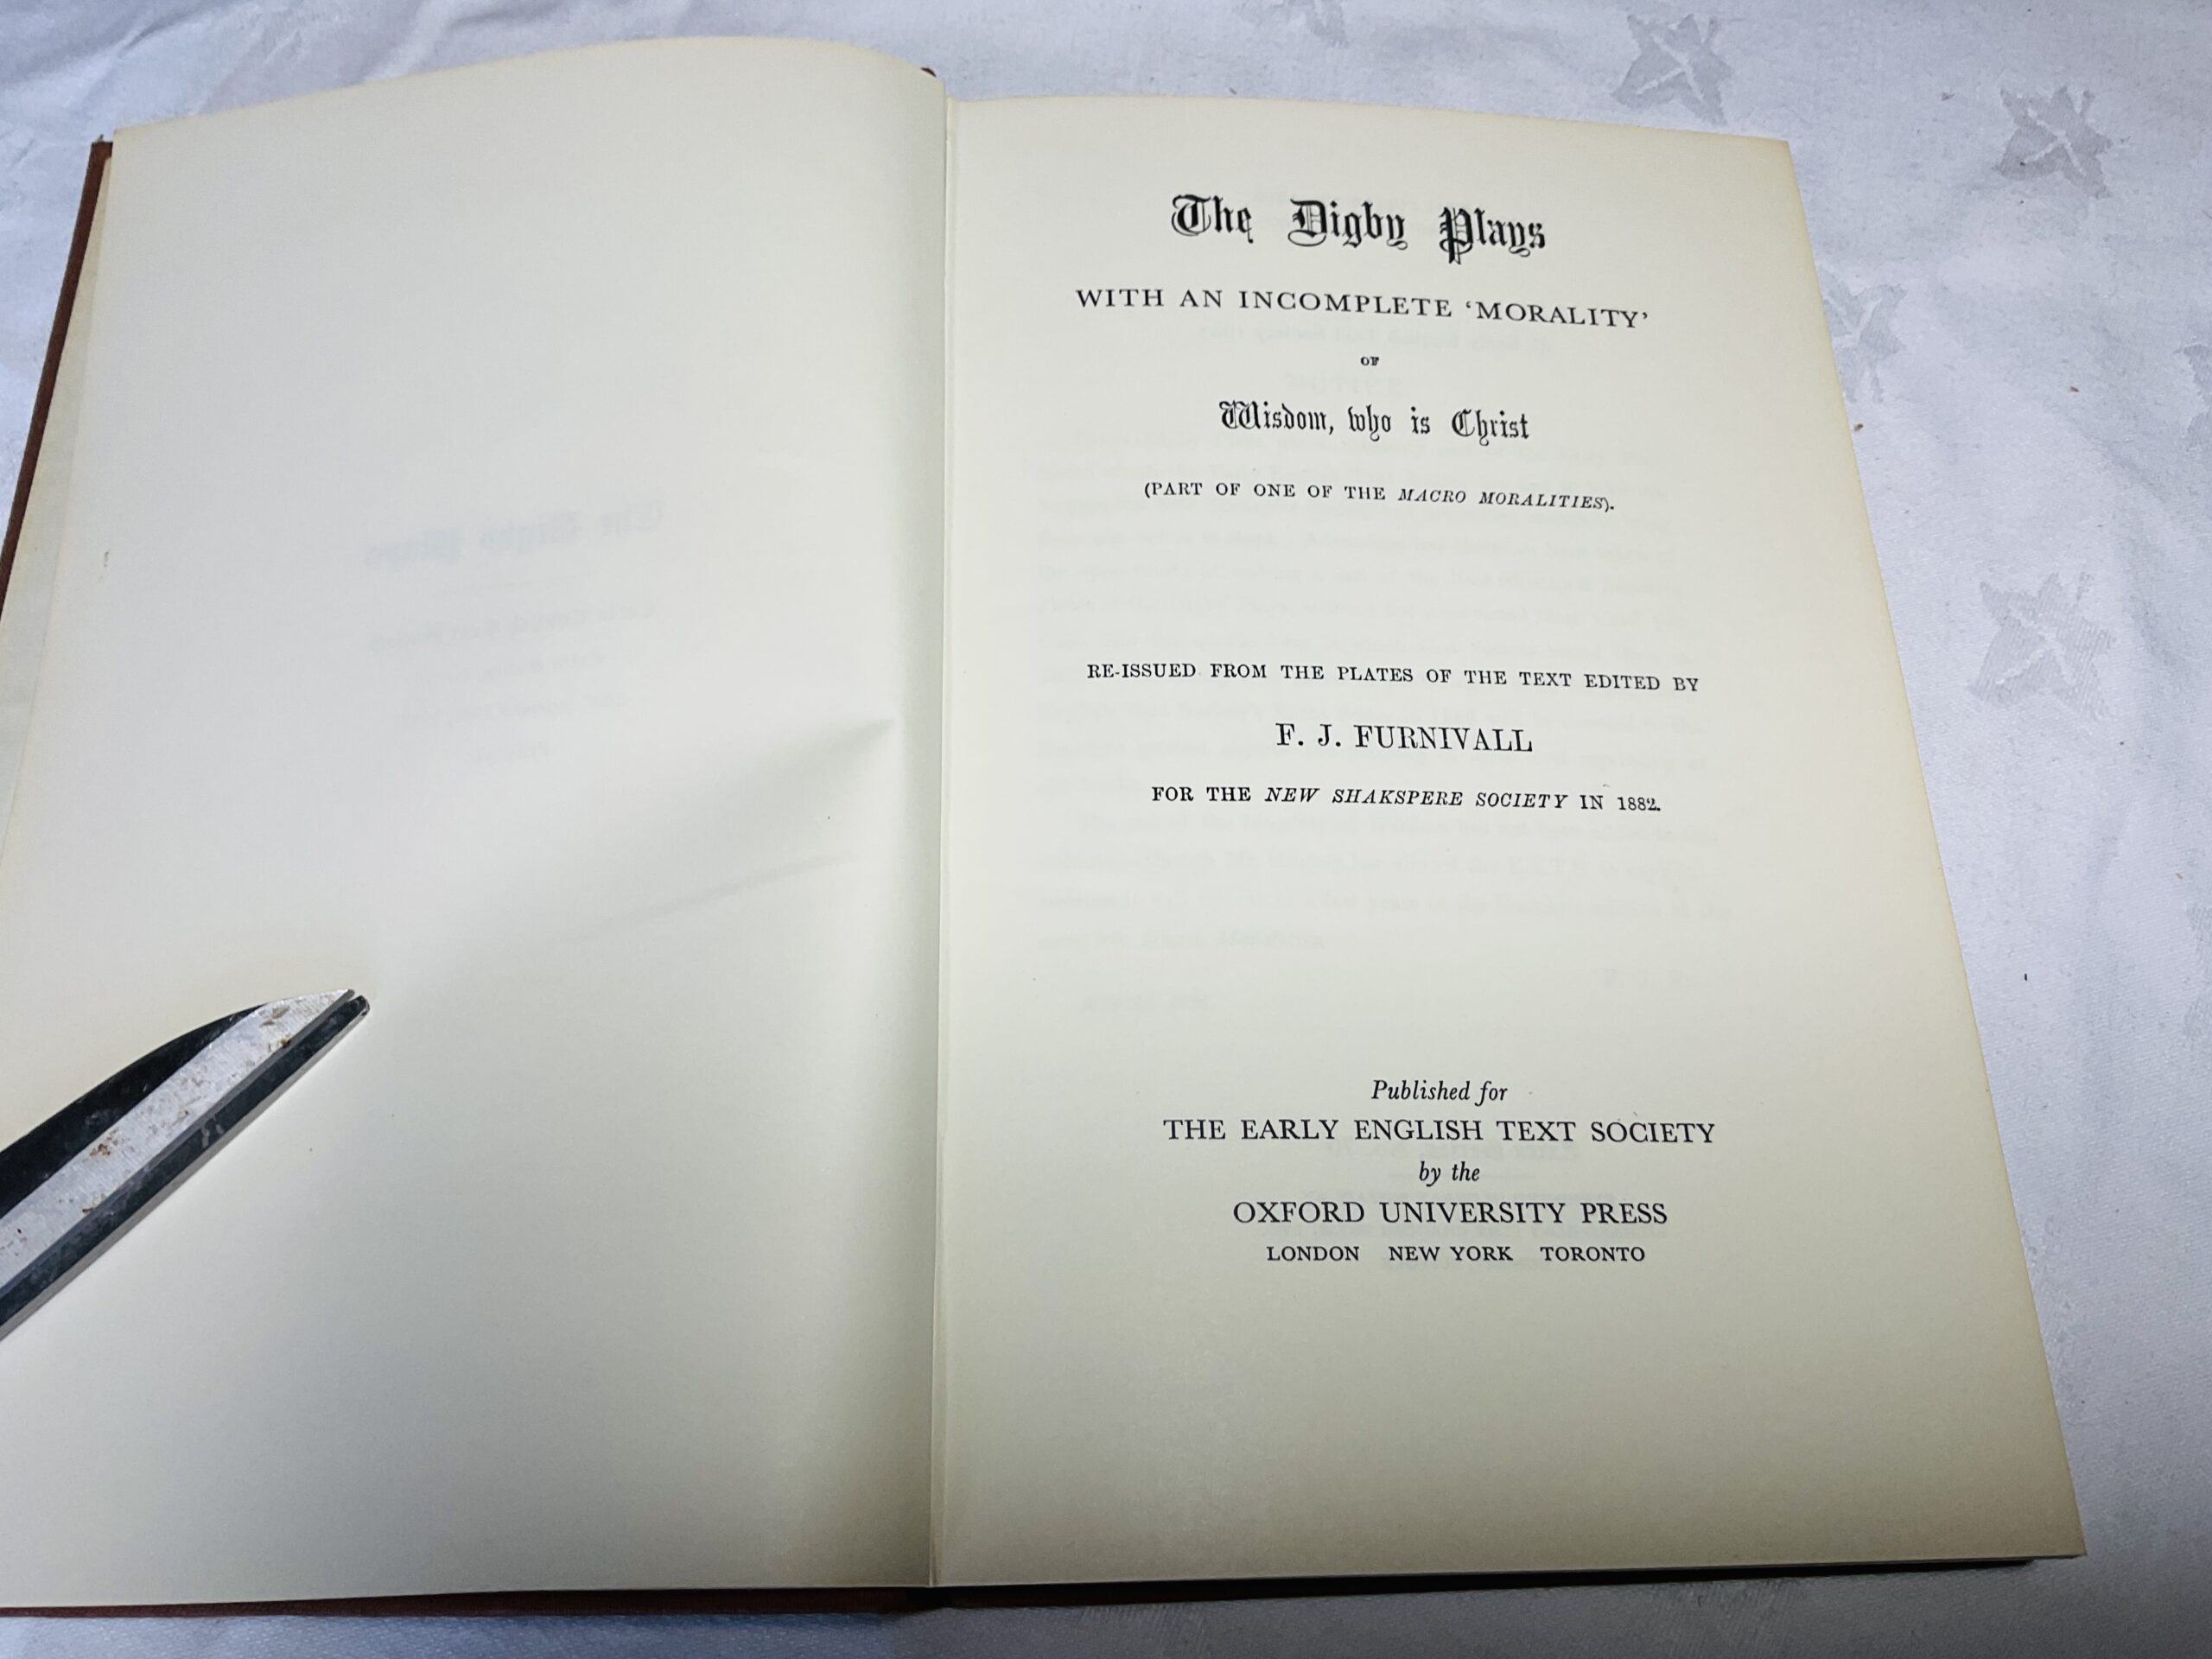 The Digby Plays
WITH AN INCOMPLETE ‘MORALITY’
OF
Wisdom, who is Christ
(PART OF ONE OF THE MACRO MORALITIES).
RE-ISSUED FROM THE PLATES OF THE TEXT EDITED BY
F. J. FURNIVALL
FOR THE NEW SHAKSPERE SOCIETY IN 1882.
Published for
THE EARLY ENGLISH TEXT SOCIETY
by the
OXFORD UNIVERSITY PRESS
LONDON NEW YORK TORONTO